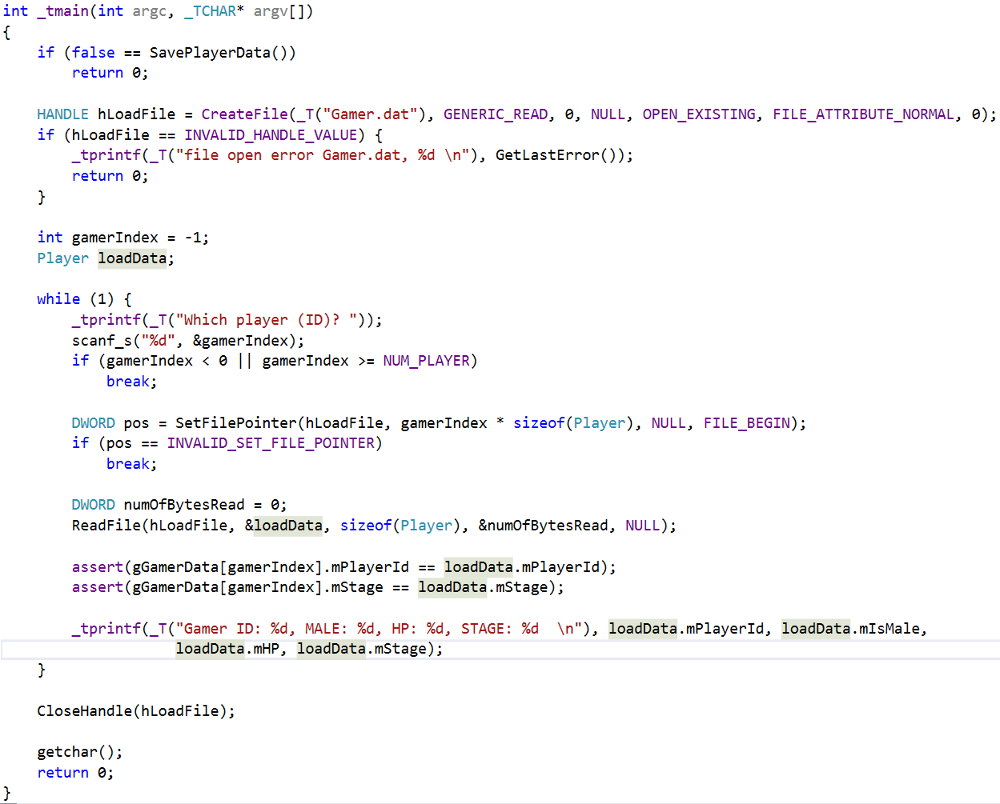 int _tmain(int argc, _TCHAR* argv[])
{
    if (false == SavePlayerData())
        return 0;

    HANDLE hLoadFile = CreateFile(_T("Gamer.dat"), GENERIC_READ, 0, NULL, OPEN_EXISTING, FILE_ATTRIBUTE_NORMAL, 0);
    if (hLoadFile == INVALID_HANDLE_VALUE) {
        _tprintf(_T("file open error Gamer.dat, %d \n"), GetLastError());
        return 0;
    }

    int gamerIndex = -1;
    Player loadData;

    while (1) {
        _tprintf(_T("Which player (ID)? "));
        scanf_s("%d", &gamerIndex);
        if (gamerIndex < 0 || gamerIndex >= NUM_PLAYER)
            break;

        DWORD pos = SetFilePointer(hLoadFile, gamerIndex * sizeof(Player), NULL, FILE_BEGIN);
        if (pos == INVALID_SET_FILE_POINTER)
            break;

        DWORD numOfBytesRead = 0;
        ReadFile(hLoadFile, &loadData, sizeof(Player), &numOfBytesRead, NULL);

        assert(gGamerData[gamerIndex].mPlayerId == loadData.mPlayerId);
        assert(gGamerData[gamerIndex].mStage == loadData.mStage);

        _tprintf(_T("Gamer ID: %d, MALE: %d, HP: %d, STAGE: %d  \n"), loadData.mPlayerId, loadData.mIsMale,
                    loadData.mHP, loadData.mStage);
    }

    CloseHandle(hLoadFile);

    getchar();
    return 0;
}